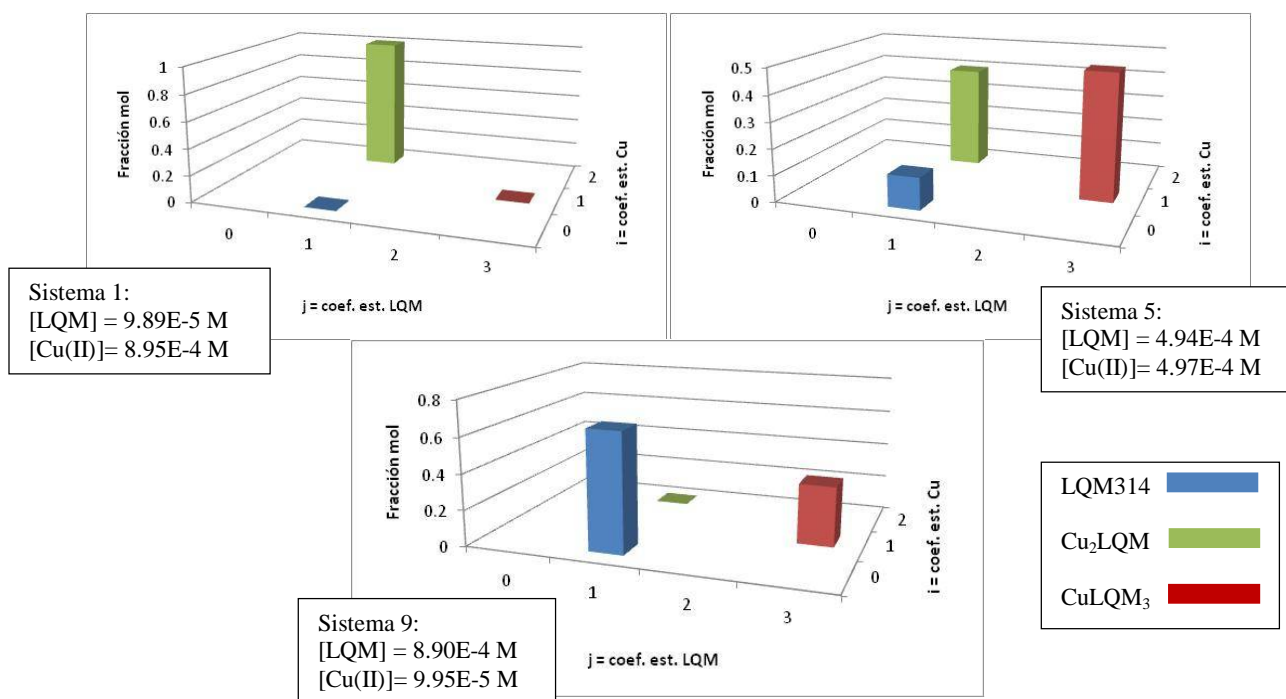 Fracción mol
1
0.8
0.6
0.4
0.2
0
0
1
2
3
2
1
0
i = coef. est. Cu
j = coef. est. LQM
Sistema 1:
[LQM] = 9.89E-5 M
[Cu(II)]= 8.95E-4 M
Fracción mol
0.5
0.4
0.3
0.2
0.1
0
0
1
2
3
2
1
0
i = coef. est. Cu
j = coef. est. LQM
Sistema 5:
[LQM] = 4.94E-4 M
[Cu(II)]= 4.97E-4 M
Fracción mol
0.8
0.6
0.4
0.2
0
0
1
2
3
2
1
0
i = coef. est. Cu
j = coef. est. LQM
Sistema 9:
[LQM] = 8.90E-4 M
[Cu(II)]= 9.95E-5 M
LQM314
Cu₂LQM
CuLQM₃